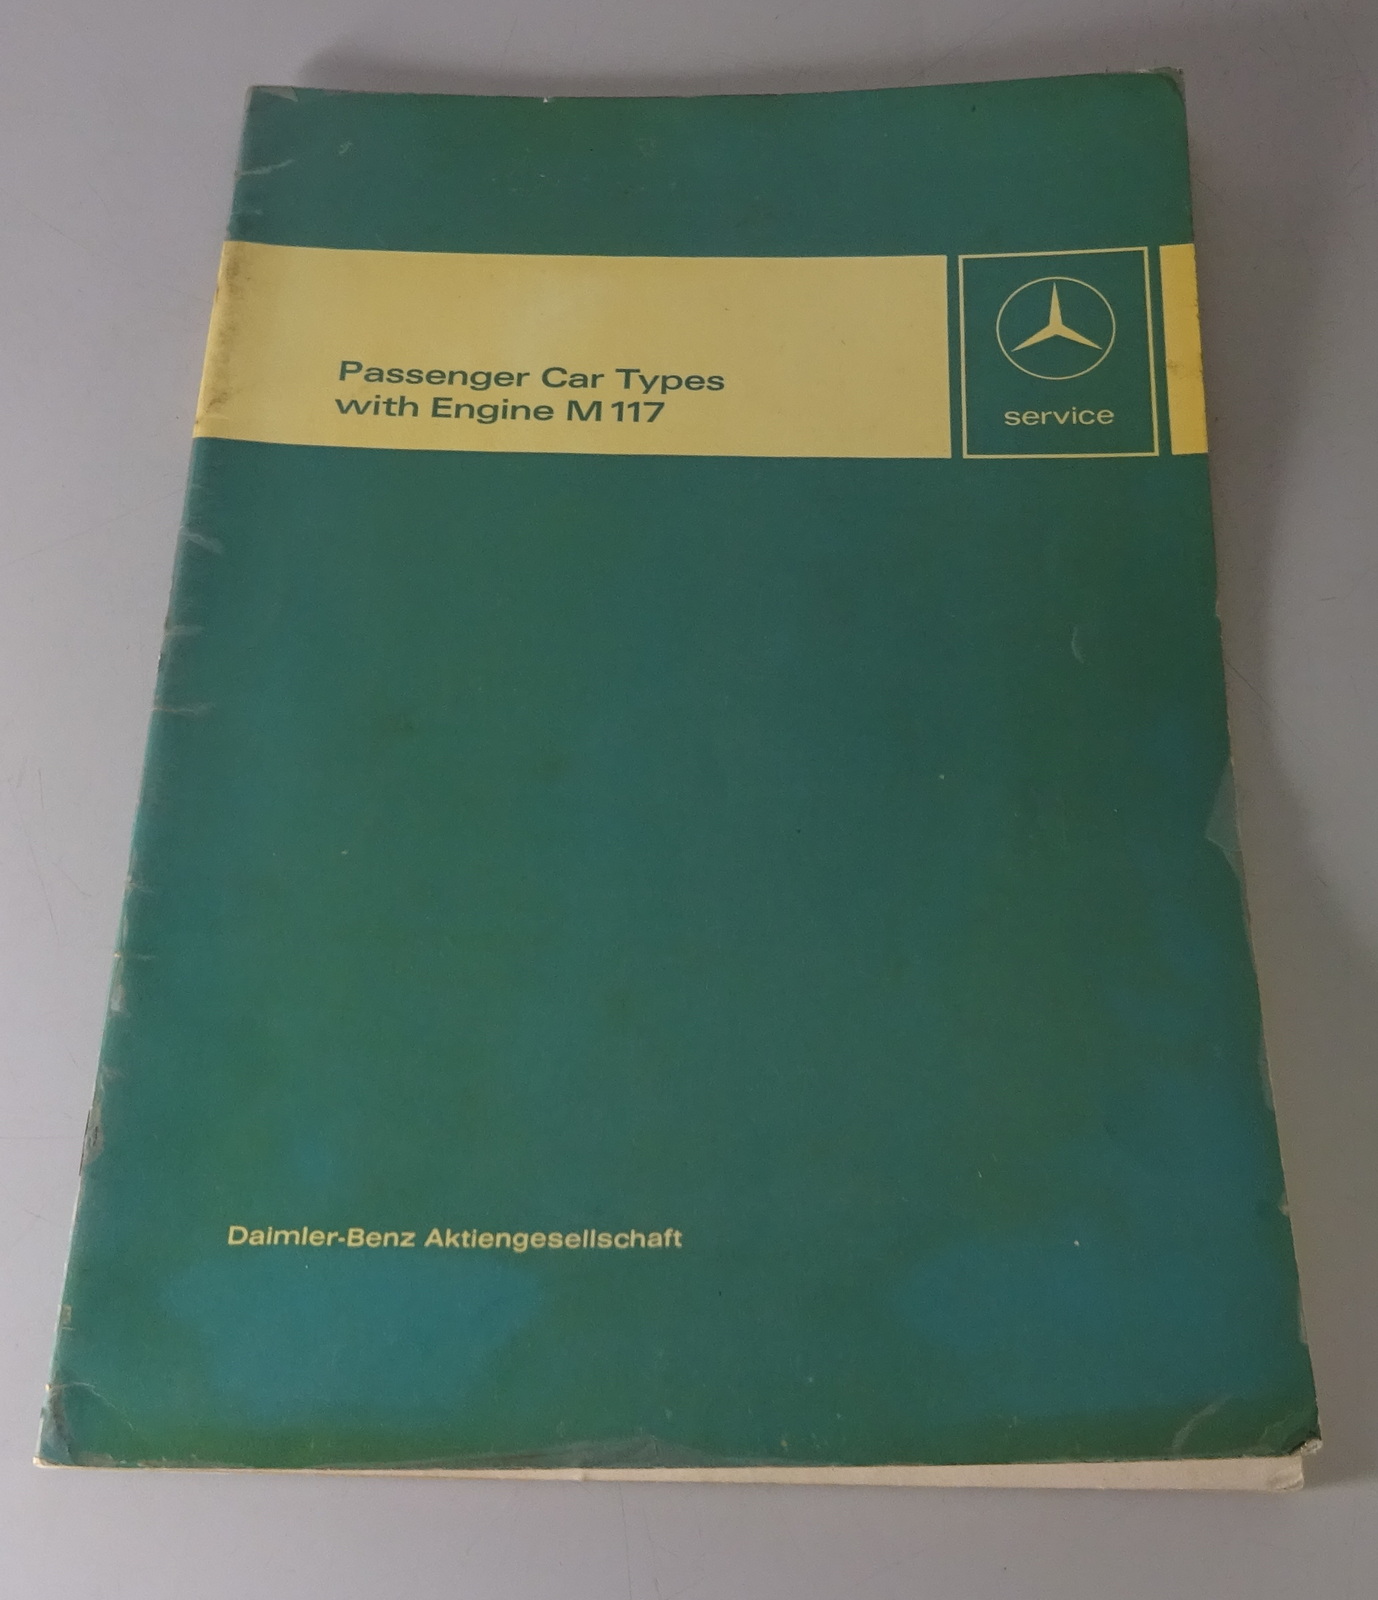 Passenger Car Types
with Engine M 117
service
Daimler-Benz Aktiengesellschaft